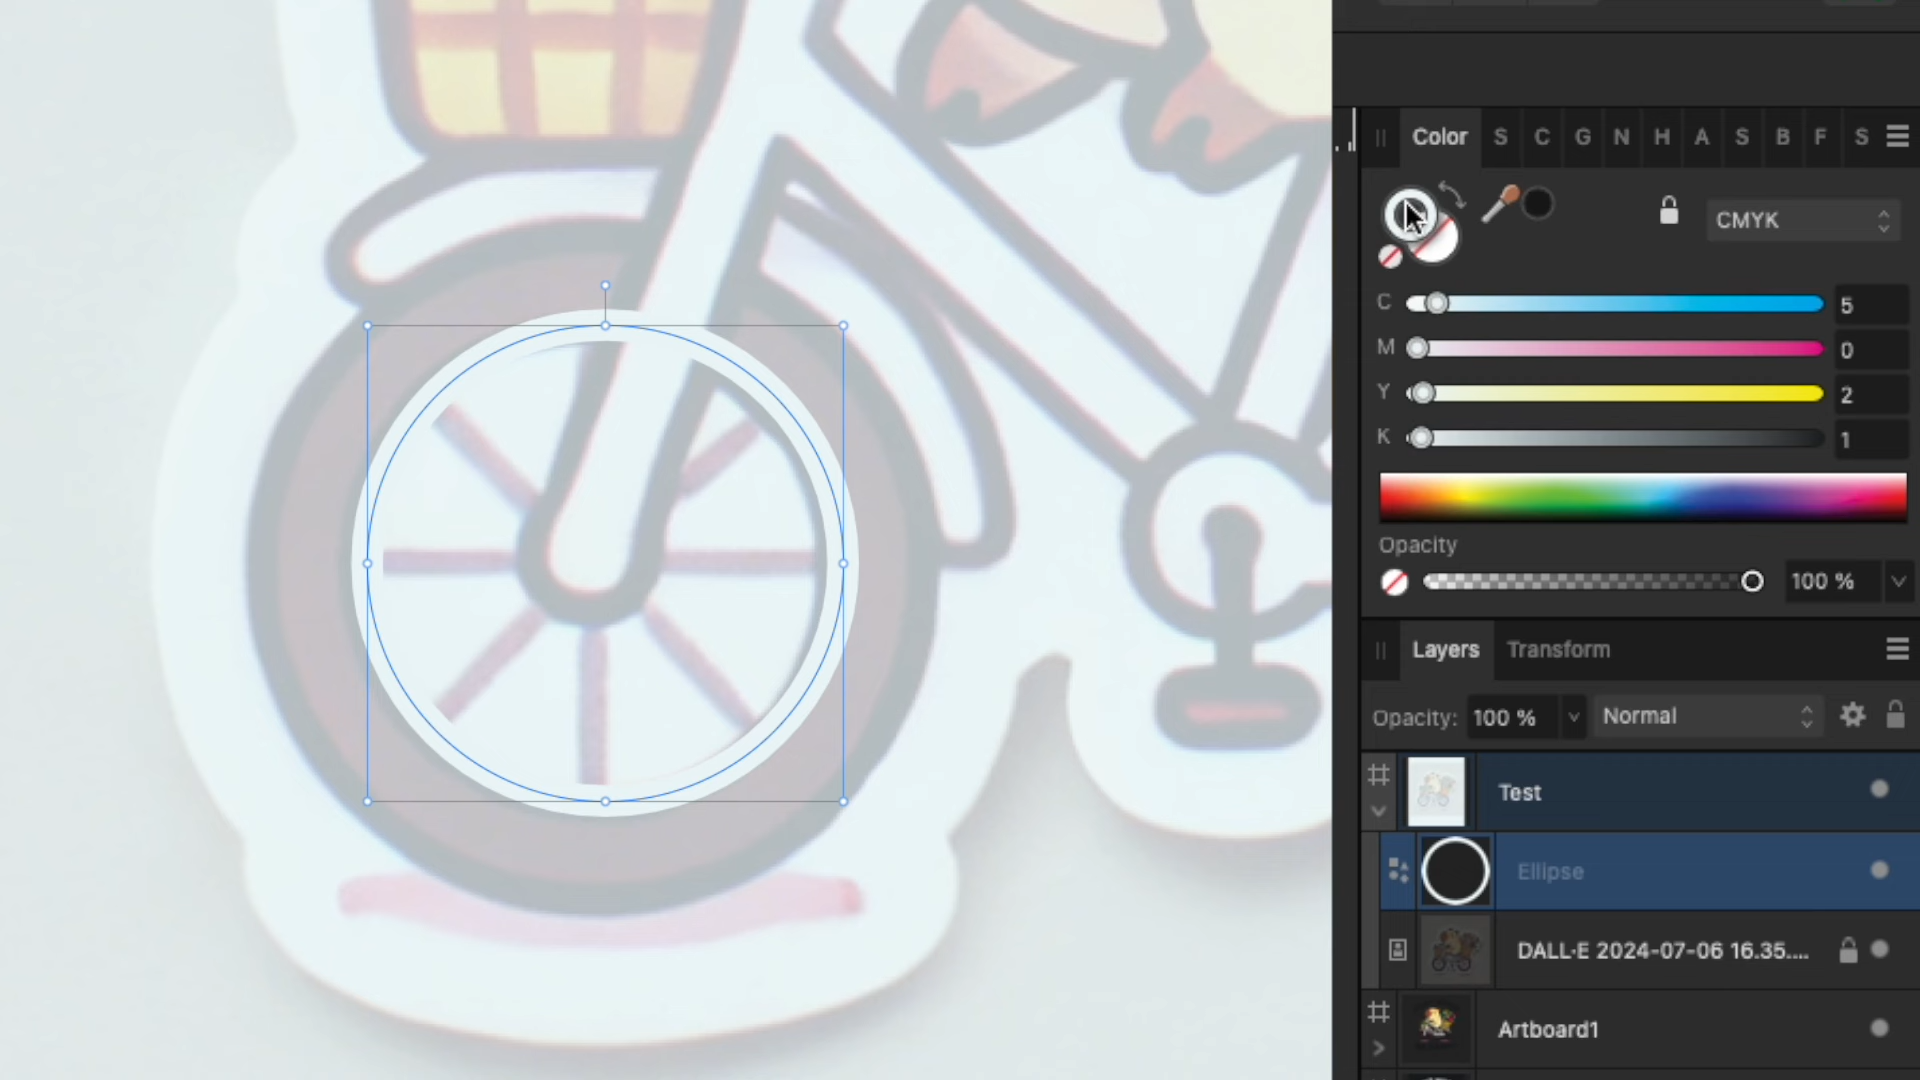 Color S C G N H A S B F S
CMYK
C 5
M 0
Y 2
K 1
Opacity
100 %
Layers Transform
Opacity: 100 % Normal
Test
Ellipse
DALL·E 2024-07-06 16.35....
Artboard1